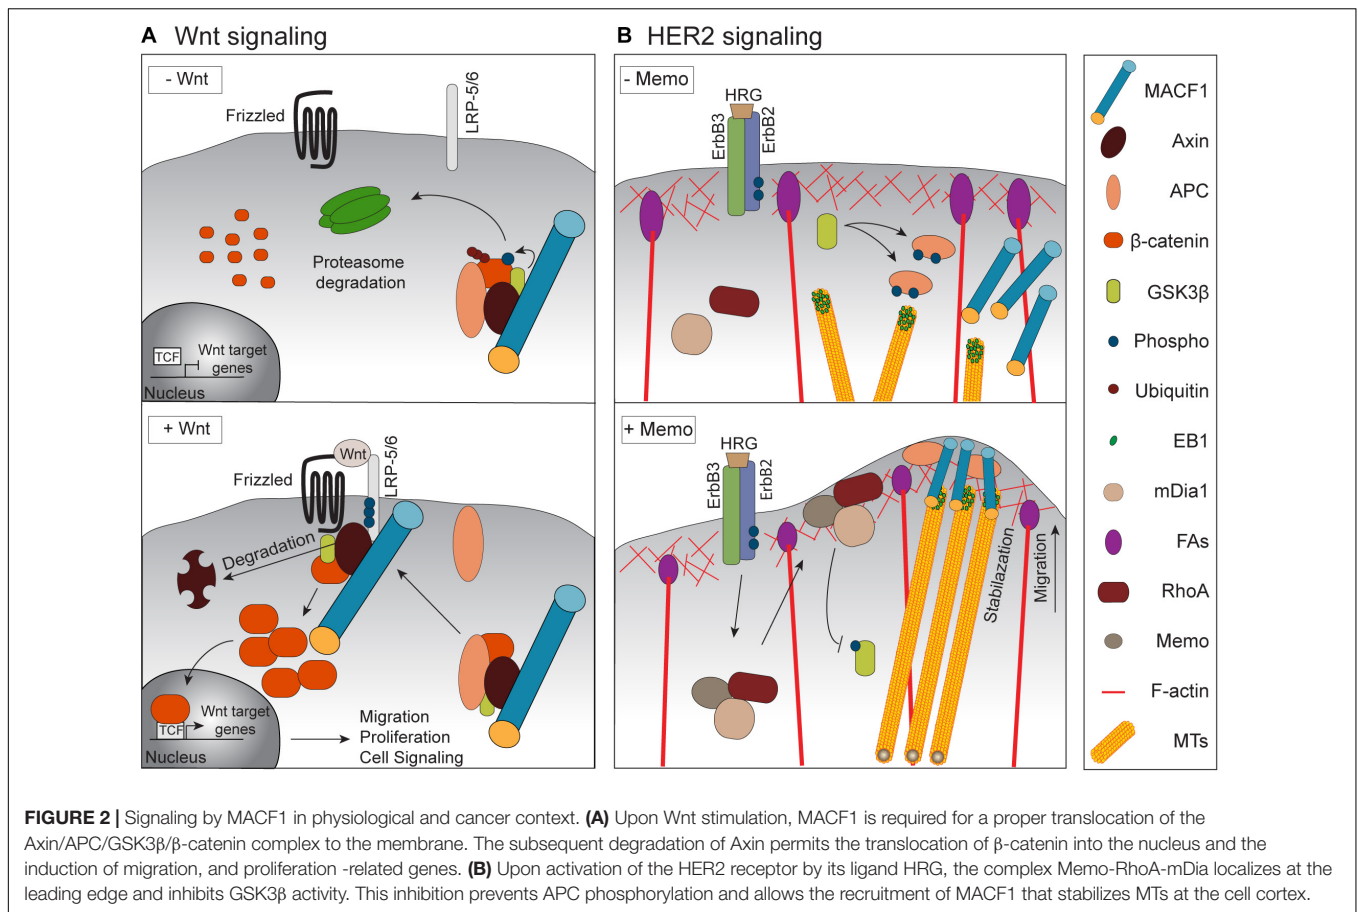 A Wnt signaling
- Wnt
Frizzled
LRP-5/6
Proteasome
degradation
TCF
Wnt target
genes
Nucleus
+ Wnt
Wnt
LRP-5/6
Frizzled
Degradation
TCF
Wnt target
genes
Nucleus
Migration
Proliferation
Cell Signaling
B HER2 signaling
- Memo
HRG
ErbB3
ErbB2
+ Memo
HRG
ErbB3
ErbB2
Stabilazation
Migration
MACF1
Axin
APC
β-catenin
GSK3β
Phospho
Ubiquitin
EB1
mDia1
FAs
RhoA
Memo
F-actin
MTs
FIGURE 2 | Signaling by MACF1 in physiological and cancer context. (A) Upon Wnt stimulation, MACF1 is required for a proper translocation of the
Axin/APC/GSK3β/β-catenin complex to the membrane. The subsequent degradation of Axin permits the translocation of β-catenin into the nucleus and the
induction of migration, and proliferation -related genes. (B) Upon activation of the HER2 receptor by its ligand HRG, the complex Memo-RhoA-mDia localizes at the
leading edge and inhibits GSK3β activity. This inhibition prevents APC phosphorylation and allows the recruitment of MACF1 that stabilizes MTs at the cell cortex.